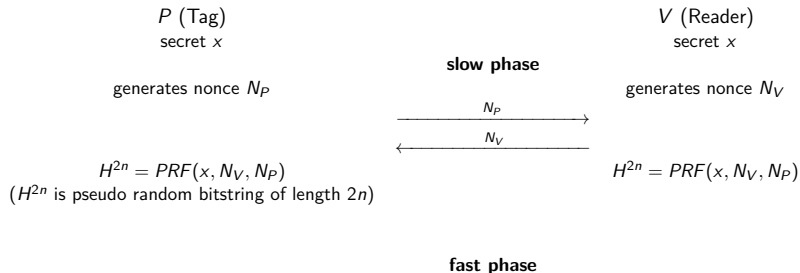 P (Tag) V (Reader)
secret x secret x
slow phase
generates nonce N_P generates nonce N_V
N_P
N_V
H^{2n} = PRF(x, N_V, N_P) H^{2n} = PRF(x, N_V, N_P)
(H^{2n} is pseudo random bitstring of length 2n)
fast phase